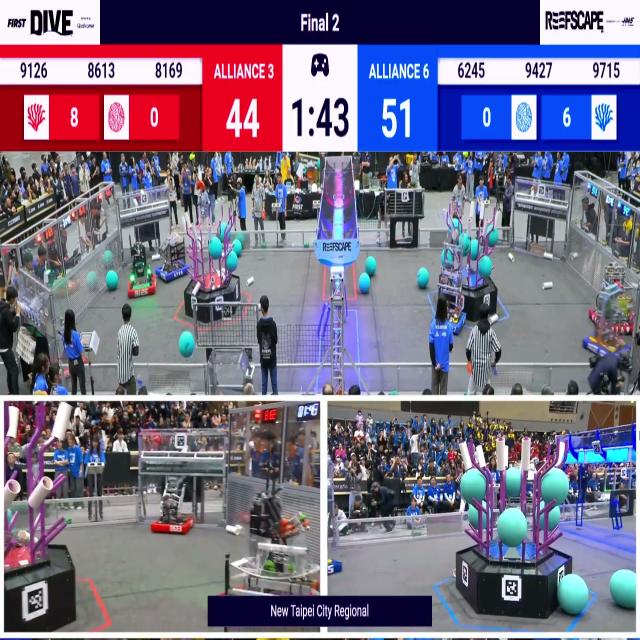 FIRST DIVE
Final 2
REEFSCAPE
9126 8613 8169
ALLIANCE 3
ALLIANCE 6
6245 9427 9715
8 0
44
1:43
51
0 6
REEFSCAPE
New Taipei City Regional